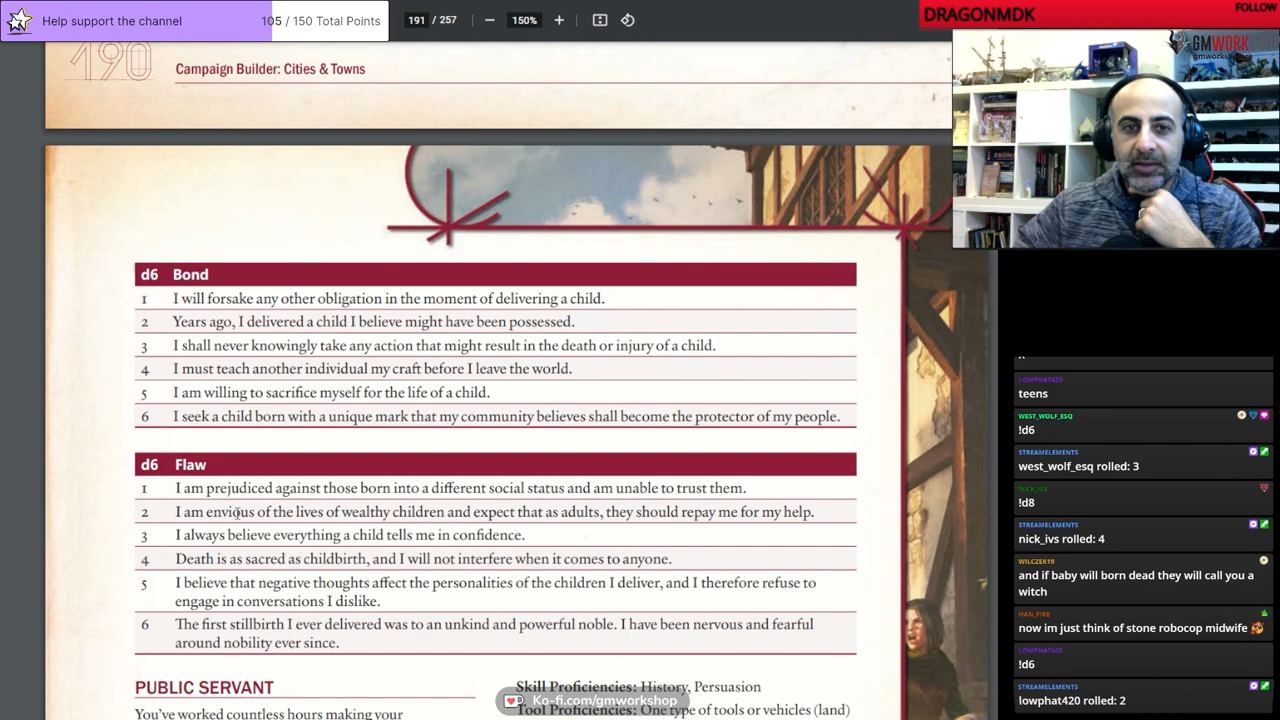 Help support the channel
105 / 150 Total Points
191 / 257
150%
DRAGONMDK
FOLLOW
190
Campaign Builder: Cities & Towns
d6 Bond
1 I will forsake any other obligation in the moment of delivering a child.
2 Years ago, I delivered a child I believe might have been possessed.
3 I shall never knowingly take any action that might result in the death or injury of a child.
4 I must teach another individual my craft before I leave the world.
5 I am willing to sacrifice myself for the life of a child.
6 I seek a child born with a unique mark that my community believes shall become the protector of my people.
d6 Flaw
1 I am prejudiced against those born into a different social status and am unable to trust them.
2 I am envious of the lives of wealthy children and expect that as adults, they should repay me for my help.
3 I always believe everything a child tells me in confidence.
4 Death is as sacred as childbirth, and I will not interfere when it comes to anyone.
5 I believe that negative thoughts affect the personalities of the children I deliver, and I therefore refuse to
engage in conversations I dislike.
6 The first stillbirth I ever delivered was to an unkind and powerful noble. I have been nervous and fearful
around nobility ever since.
PUBLIC SERVANT
You've worked countless hours making your
Skill Proficiencies: History, Persuasion
Tool Proficiencies: One type of tools or vehicles (land)
Ko-fi.com/gmworkshop
LOWPHAT420
teens
WEST_WOLF_ESQ
!d6
STREAMELEMENTS
west_wolf_esq rolled: 3
NICK_IVS
!d8
STREAMELEMENTS
nick_ivs rolled: 4
WILCZEK19
and if baby will born dead they will call you a
witch
HAN_FIRE
now im just think of stone robocop midwife
LOWPHAT420
!d6
STREAMELEMENTS
lowphat420 rolled: 2